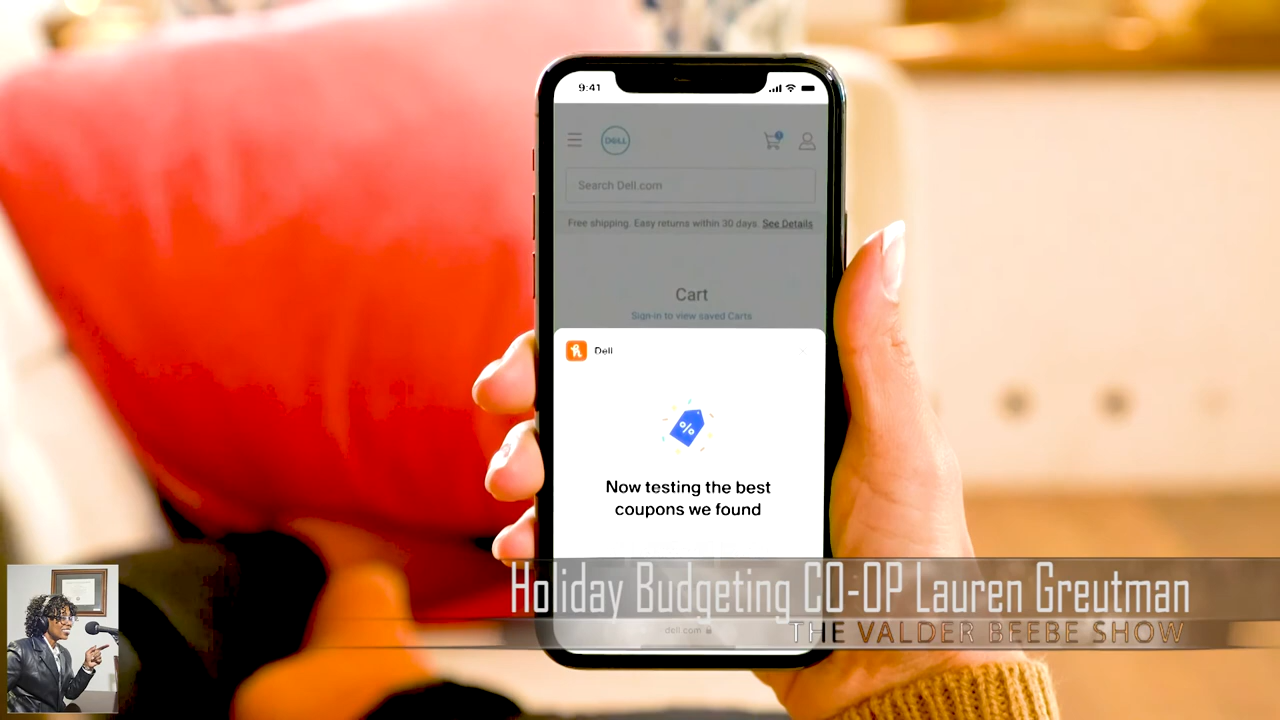 9:41
DELL
1
Search Dell.com
Free shipping. Easy returns within 30 days. See Details
Cart
Sign-in to view saved Carts
Dell
%
Now testing the best
coupons we found
Holiday Budgeting CO-OP Lauren Greutman
dell.com
THE VALDER BEEBE SHOW